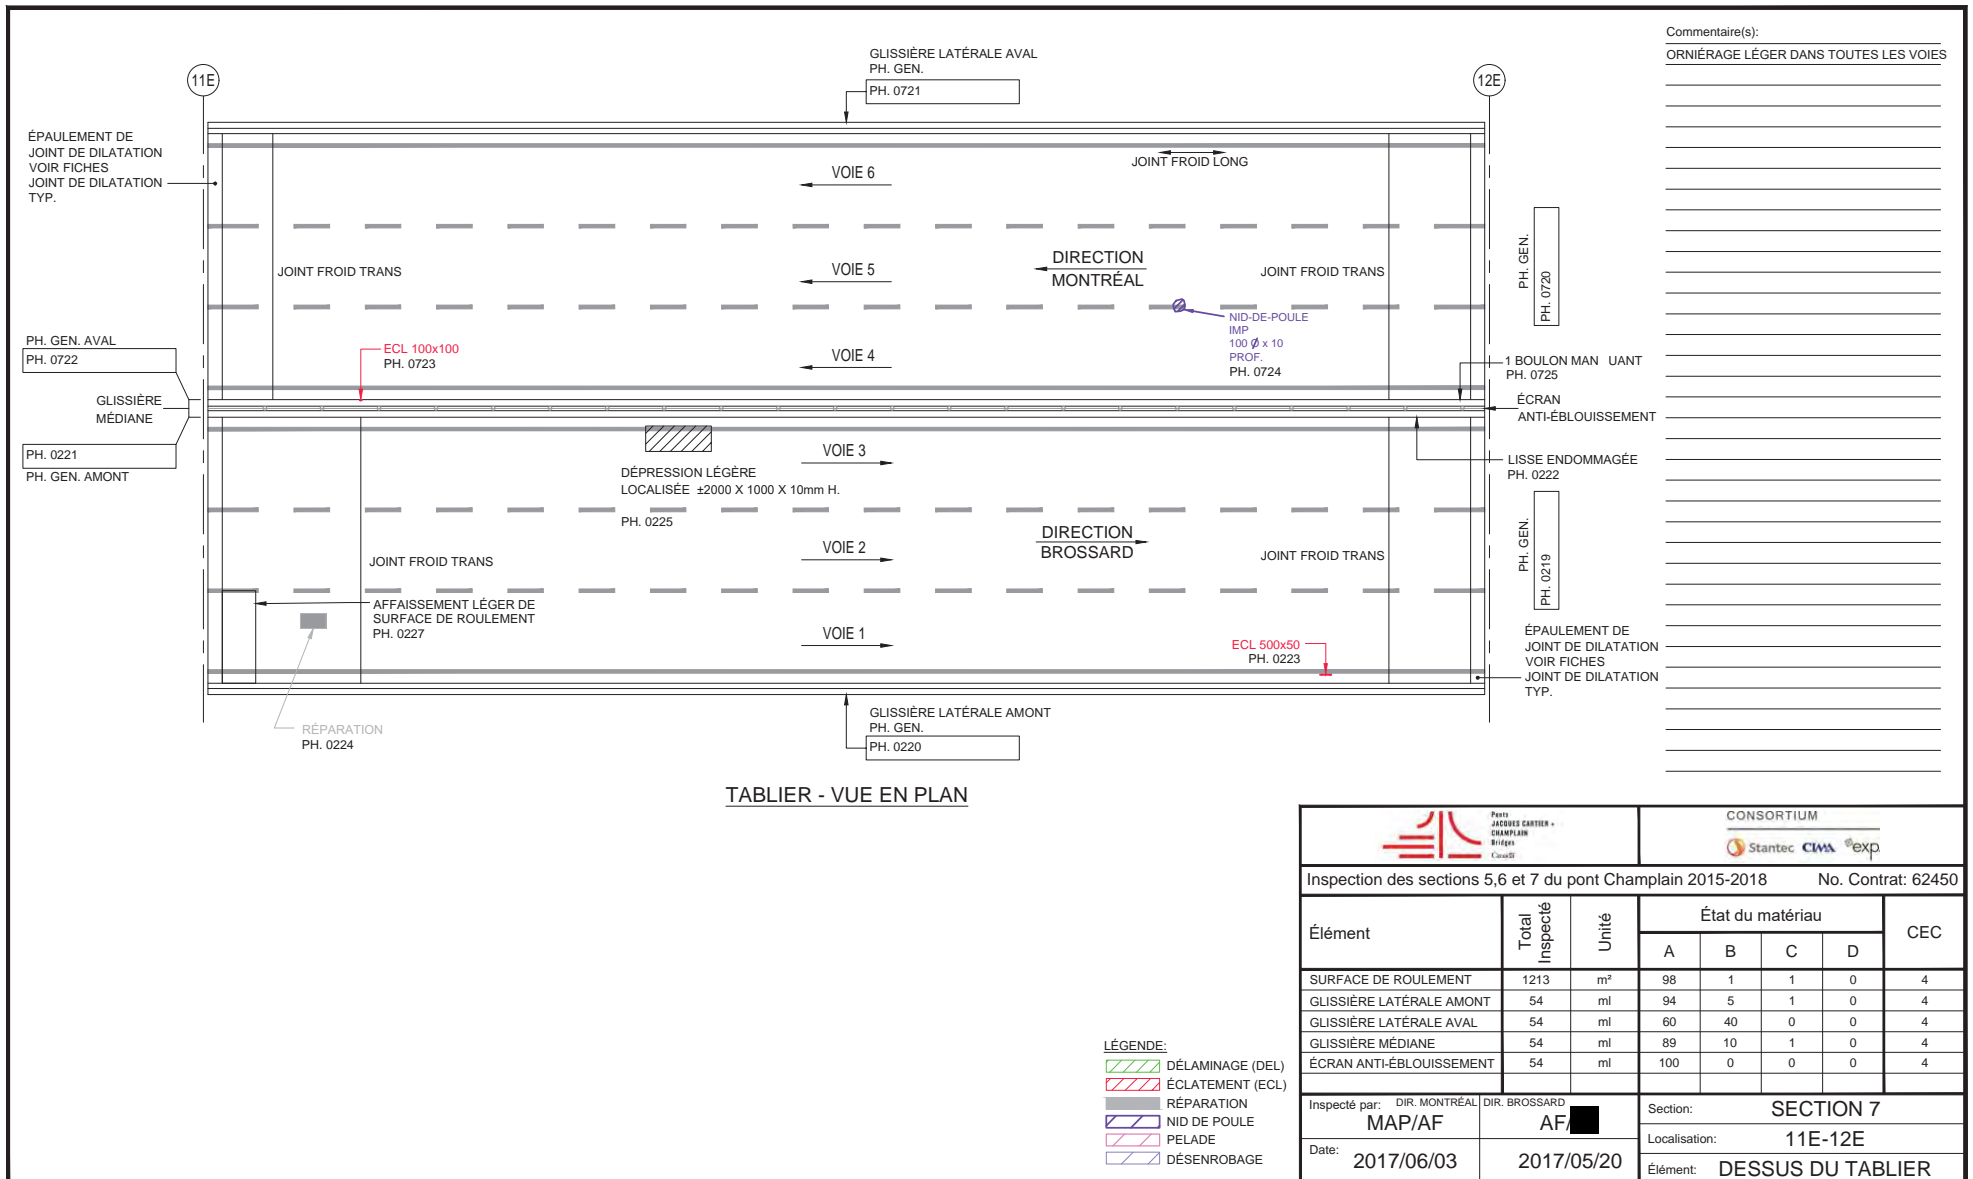 Commentaire(s):
ORNIÉRAGE LÉGER DANS TOUTES LES VOIES
GLISSIÈRE LATÉRALE AVAL
PH. GEN.
PH. 0721
11E
12E
ÉPAULEMENT DE
JOINT DE DILATATION
VOIR FICHES
JOINT DE DILATATION
TYP.
JOINT FROID LONG
VOIE 6
VOIE 5
VOIE 4
DIRECTION
MONTRÉAL
JOINT FROID TRANS
JOINT FROID TRANS
PH. GEN.
PH. 0720
NID-DE-POULE
IMP
100 Ø x 10
PROF.
PH. 0724
ECL 100x100
PH. 0723
PH. GEN. AVAL
PH. 0722
GLISSIÈRE
MÉDIANE
PH. 0221
PH. GEN. AMONT
1 BOULON MAN UANT
PH. 0725
ÉCRAN
ANTI-ÉBLOUISSEMENT
LISSE ENDOMMAGÉE
PH. 0222
VOIE 3
DÉPRESSION LÉGÈRE
LOCALISÉE ±2000 X 1000 X 10mm H.
PH. 0225
VOIE 2
DIRECTION
BROSSARD
JOINT FROID TRANS
JOINT FROID TRANS
PH. GEN.
PH. 0219
AFFAISSEMENT LÉGER DE
SURFACE DE ROULEMENT
PH. 0227
VOIE 1
ECL 500x50
PH. 0223
ÉPAULEMENT DE
JOINT DE DILATATION
VOIR FICHES
JOINT DE DILATATION
TYP.
RÉPARATION
PH. 0224
GLISSIÈRE LATÉRALE AMONT
PH. GEN.
PH. 0220
TABLIER - VUE EN PLAN
Ponts
JACQUES CARTIER +
CHAMPLAIN
Bridges
Canada
CONSORTIUM
Stantec CIMA exp
Inspection des sections 5,6 et 7 du pont Champlain 2015-2018 No. Contrat: 62450
Élément Total Inspecté Unité État du matériau CEC
A B C D
SURFACE DE ROULEMENT 1213 m² 98 1 1 0 4
GLISSIÈRE LATÉRALE AMONT 54 ml 94 5 1 0 4
GLISSIÈRE LATÉRALE AVAL 54 ml 60 40 0 0 4
GLISSIÈRE MÉDIANE 54 ml 89 10 1 0 4
ÉCRAN ANTI-ÉBLOUISSEMENT 54 ml 100 0 0 0 4
LÉGENDE:
DÉLAMINAGE (DEL)
ÉCLATEMENT (ECL)
RÉPARATION
NID DE POULE
PELADE
DÉSENROBAGE
Inspecté par: DIR. MONTRÉAL DIR. BROSSARD
MAP/AF AF/
Date: 2017/06/03 2017/05/20
Section: SECTION 7
Localisation: 11E-12E
Élément: DESSUS DU TABLIER